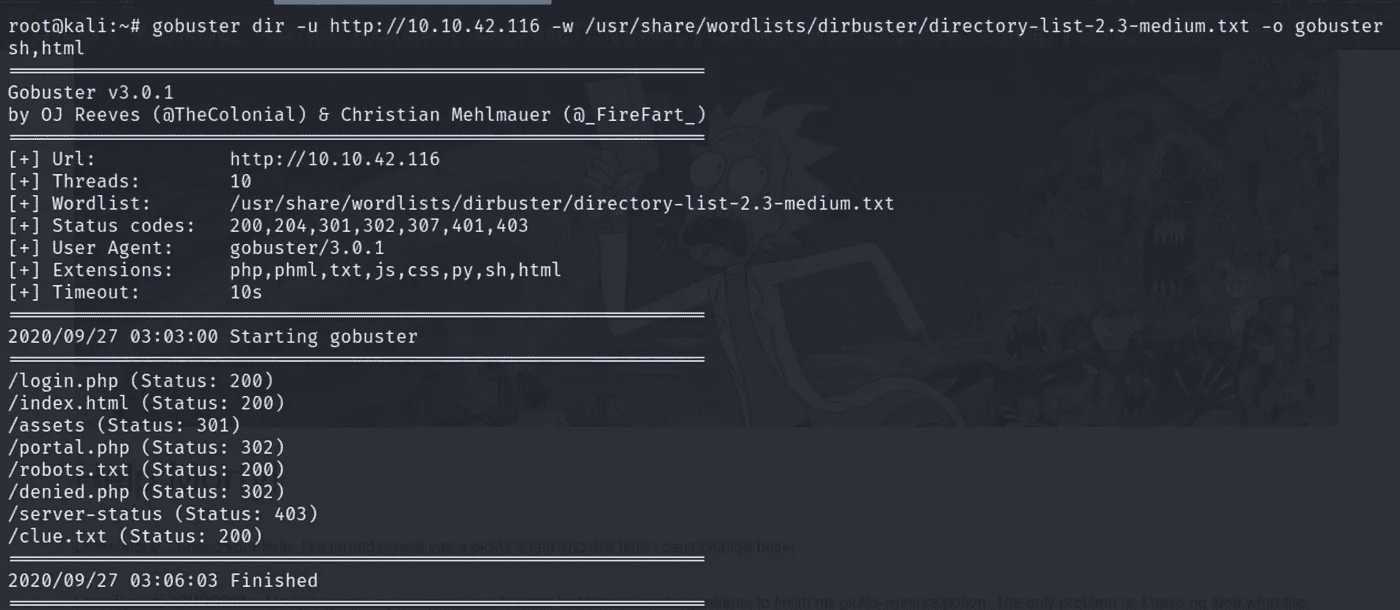 root@kali:~# gobuster dir -u http://10.10.42.116 -w /usr/share/wordlists/dirbuster/directory-list-2.3-medium.txt -o gobuster
sh,html
Gobuster v3.0.1
by OJ Reeves (@TheColonial) & Christian Mehlmauer (@_FireFart_)
[+] Url: http://10.10.42.116
[+] Threads: 10
[+] Wordlist: /usr/share/wordlists/dirbuster/directory-list-2.3-medium.txt
[+] Status codes: 200,204,301,302,307,401,403
[+] User Agent: gobuster/3.0.1
[+] Extensions: php,phml,txt,js,css,py,sh,html
[+] Timeout: 10s
2020/09/27 03:03:00 Starting gobuster
/login.php (Status: 200)
/index.html (Status: 200)
/assets (Status: 301)
/portal.php (Status: 302)
/robots.txt (Status: 200)
/denied.php (Status: 302)
/server-status (Status: 403)
/clue.txt (Status: 200)
2020/09/27 03:06:03 Finished